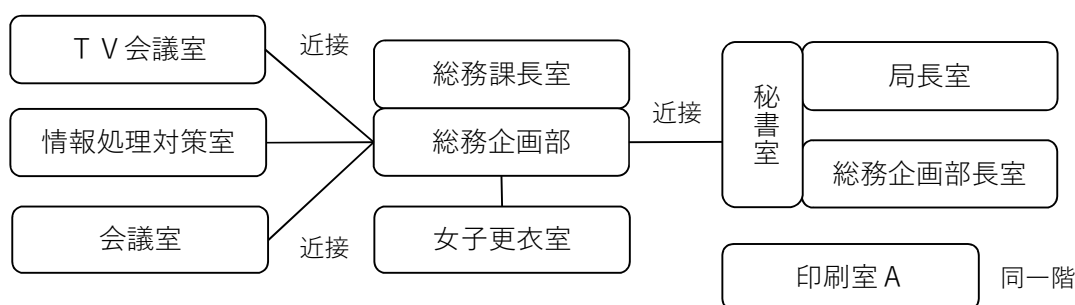 ＴＶ会議室
近接
総務課長室
局長室
秘書室
情報処理対策室
総務企画部
近接
総務企画部長室
会議室
近接
女子更衣室
印刷室Ａ
同一階